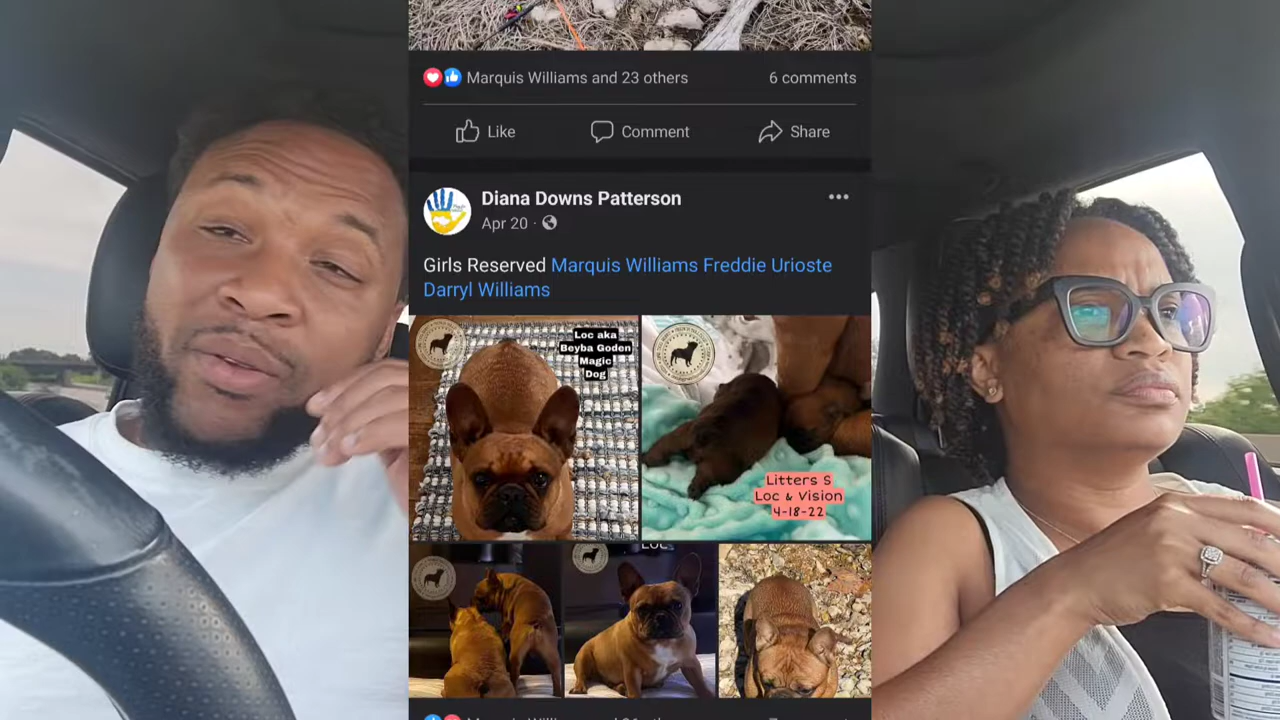 Marquis Williams and 23 others
6 comments
Like
Comment
Share
Diana Downs Patterson
Apr 20 ·
Girls Reserved Marquis Williams Freddie Urioste
Darryl Williams
Loc aka
Beyba Goden
Magic
Dog
Litters S
Loc & Vision
4-18-22